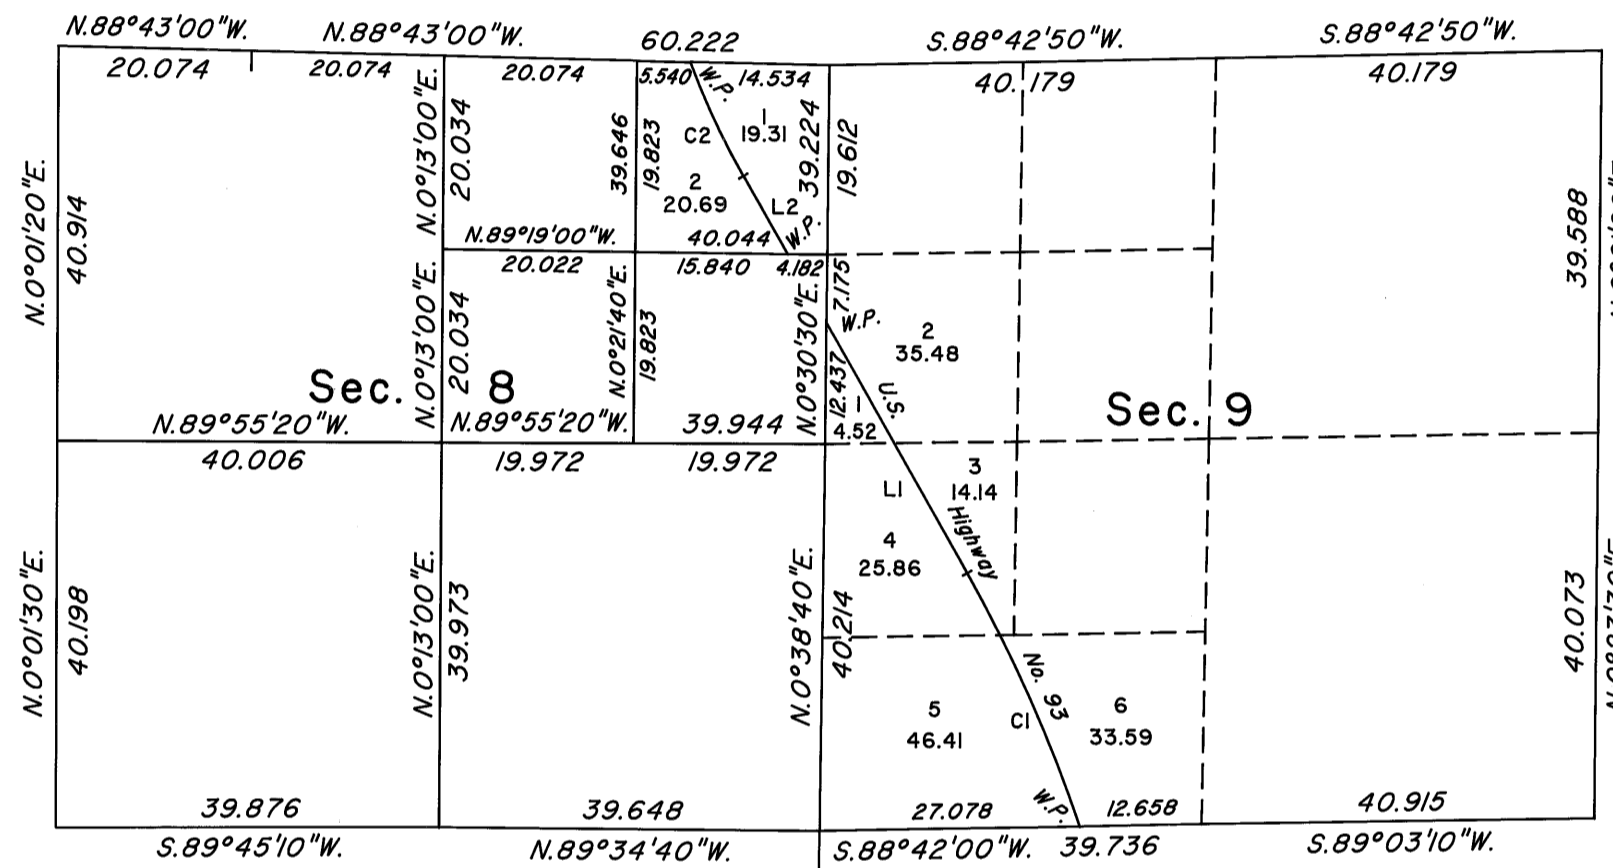 N.88°43'00"W. N.88°43'00"W. 60.222 S.88°42'50"W. S.88°42'50"W.
20.074 20.074 20.074 5.540 W.P. 14.534 40.179 40.179
N.0°01'20"E. 40.914
N.0°13'00"E. 20.034
39.646 19.823
C2
1
19.31
39.224 19.612
2
20.69
L2
W.P.
39.588
N.89°19'00"W. 40.044
20.022 15.840 4.182
N.0°13'00"E. 20.034
N.0°21'40"E. 19.823
N.0°30'30"E.
7.175
W.P.
12.437
2
35.48
1
4.52
U.S.
Sec. 8
Sec. 9
N.89°55'20"W. N.89°55'20"W. 39.944
40.006 19.972 19.972
L1
3
14.14
Highway
4
25.86
N.0°01'30"E. 40.198
N.0°13'00"E. 39.973
N.0°38'40"E. 40.214
40.073
No. 93
5
46.41
C1
6
33.59
W.P.
39.876 39.648 27.078 12.658 40.915
S.89°45'10"W. N.89°34'40"W. S.88°42'00"W. 39.736 S.89°03'10"W.